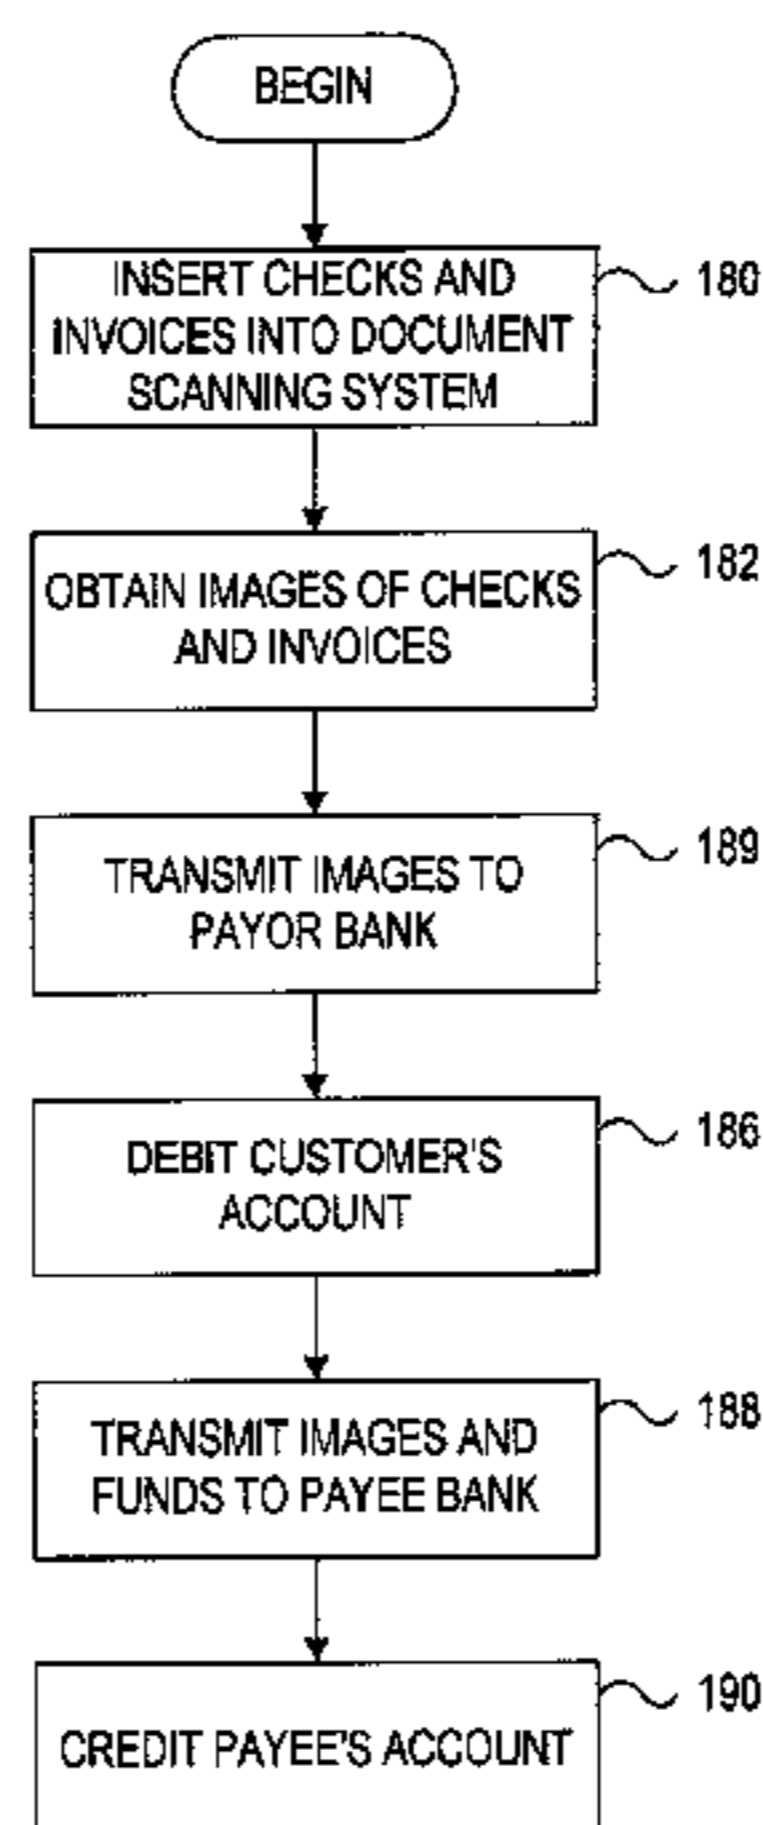 BEGIN
INSERT CHECKS AND
INVOICES INTO DOCUMENT
SCANNING SYSTEM
180
OBTAIN IMAGES OF CHECKS
AND INVOICES
182
TRANSMIT IMAGES TO
PAYOR BANK
189
DEBIT CUSTOMER'S
ACCOUNT
186
TRANSMIT IMAGES AND
FUNDS TO PAYEE BANK
188
CREDIT PAYEE'S ACCOUNT
190